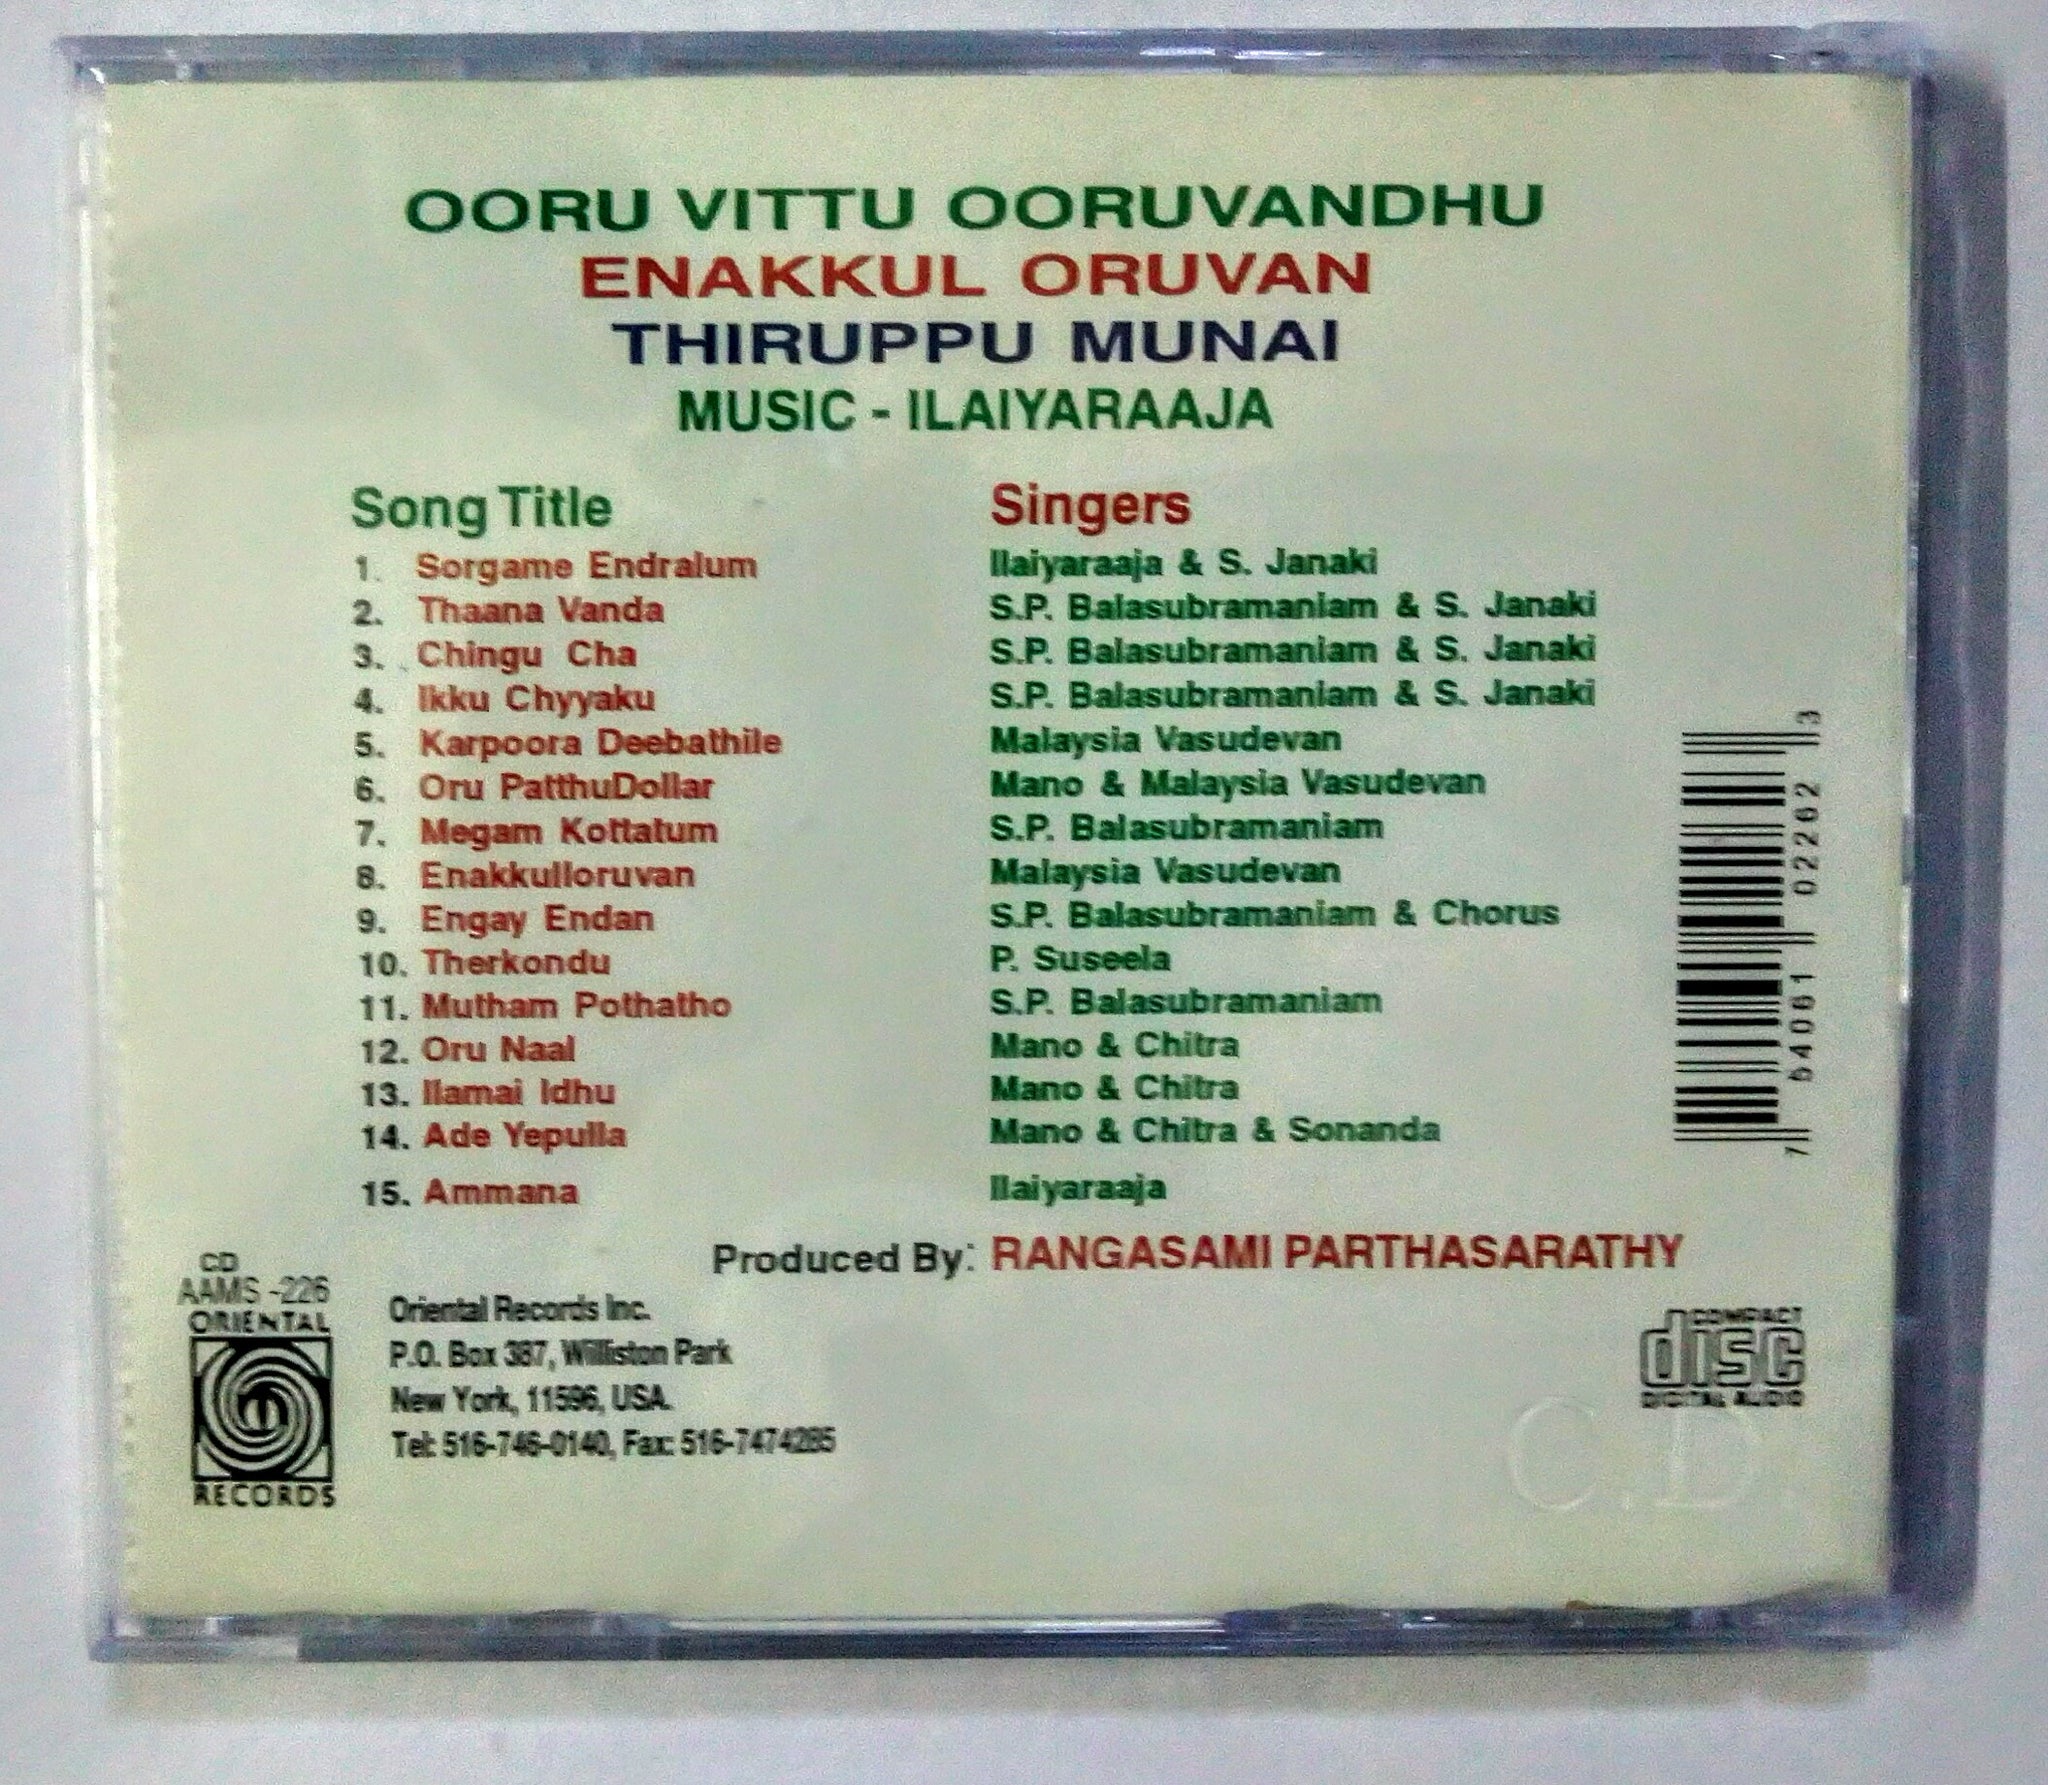 OORU VITTU OORUVANDHU
ENAKKUL ORUVAN
THIRUPPU MUNAI
MUSIC - ILAIYARAAJA
Song Title Singers
1. Sorgame Endralum Ilaiyaraaja & S. Janaki
2. Thaana Vanda S.P. Balasubramaniam & S. Janaki
3. Chingu Cha S.P. Balasubramaniam & S. Janaki
4. Ikku Chyyaku S.P. Balasubramaniam & S. Janaki
5. Karpoora Deebathile Malaysia Vasudevan
6. Oru PatthuDollar Mano & Malaysia Vasudevan
7. Megam Kottatum S.P. Balasubramaniam
8. Enakkulloruvan Malaysia Vasudevan
9. Engay Endan S.P. Balasubramaniam & Chorus
10. Therkondu P. Suseela
11. Mutham Pothatho S.P. Balasubramaniam
12. Oru Naal Mano & Chitra
13. Ilamai Idhu Mano & Chitra
14. Ade Yepulla Mano & Chitra & Sonanda
15. Ammana Ilaiyaraaja
Produced By: RANGASAMI PARTHASARATHY
7 54061 02262 3
CD
AAMS -226
ORIENTAL
RECORDS
Oriental Records Inc.
P.O. Box 387, Williston Park
New York, 11596, USA.
Tel: 516-746-0140, Fax: 516-7474285
COMPACT
disc
DIGITAL AUDIO
C.D.